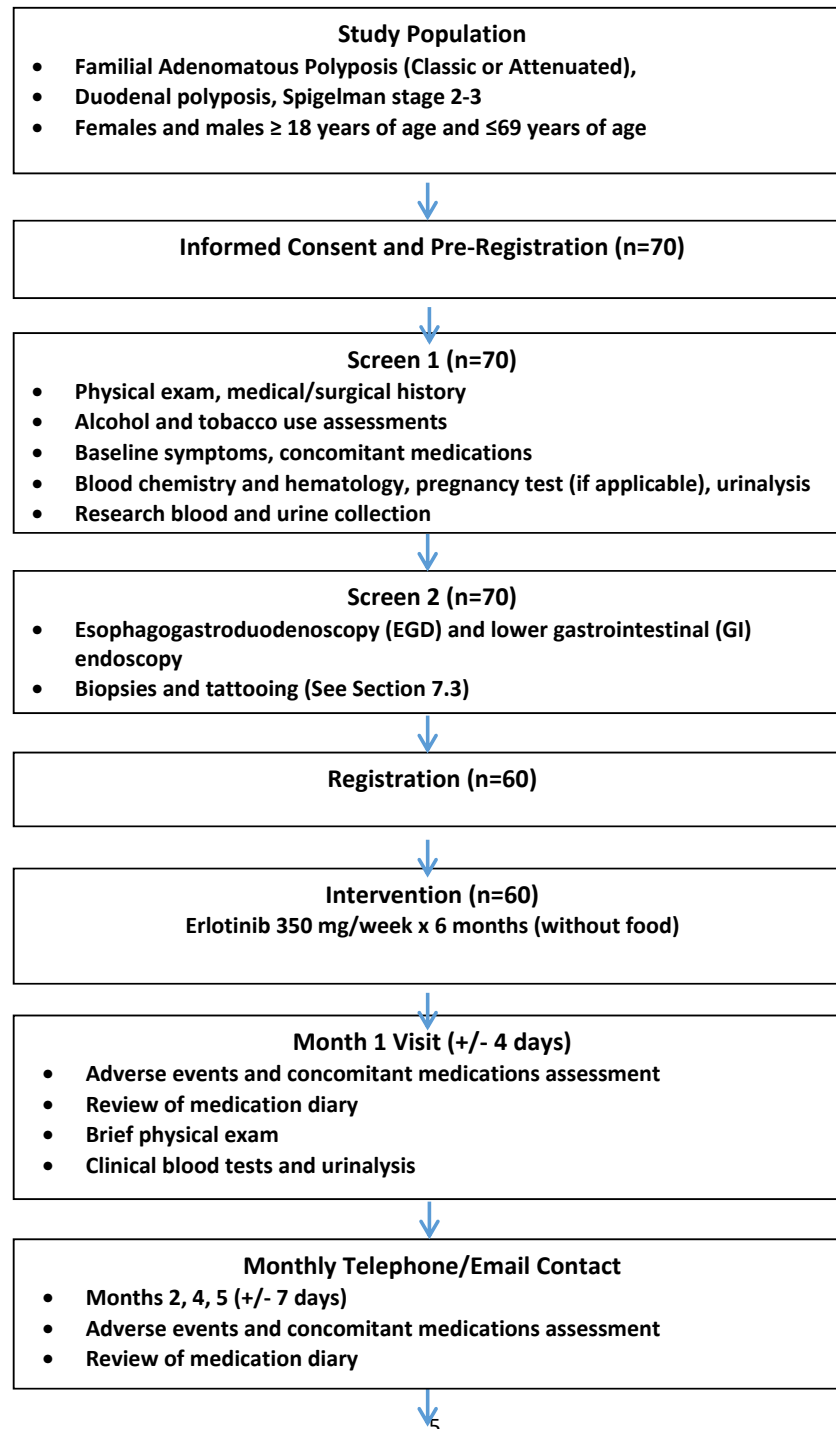 Study Population
• Familial Adenomatous Polyposis (Classic or Attenuated),
• Duodenal polyposis, Spigelman stage 2-3
• Females and males ≥ 18 years of age and ≤69 years of age
Informed Consent and Pre-Registration (n=70)
Screen 1 (n=70)
• Physical exam, medical/surgical history
• Alcohol and tobacco use assessments
• Baseline symptoms, concomitant medications
• Blood chemistry and hematology, pregnancy test (if applicable), urinalysis
• Research blood and urine collection
Screen 2 (n=70)
• Esophagogastroduodenoscopy (EGD) and lower gastrointestinal (GI)
endoscopy
• Biopsies and tattooing (See Section 7.3)
Registration (n=60)
Intervention (n=60)
Erlotinib 350 mg/week x 6 months (without food)
Month 1 Visit (+/- 4 days)
• Adverse events and concomitant medications assessment
• Review of medication diary
• Brief physical exam
• Clinical blood tests and urinalysis
Monthly Telephone/Email Contact
• Months 2, 4, 5 (+/- 7 days)
• Adverse events and concomitant medications assessment
• Review of medication diary
5